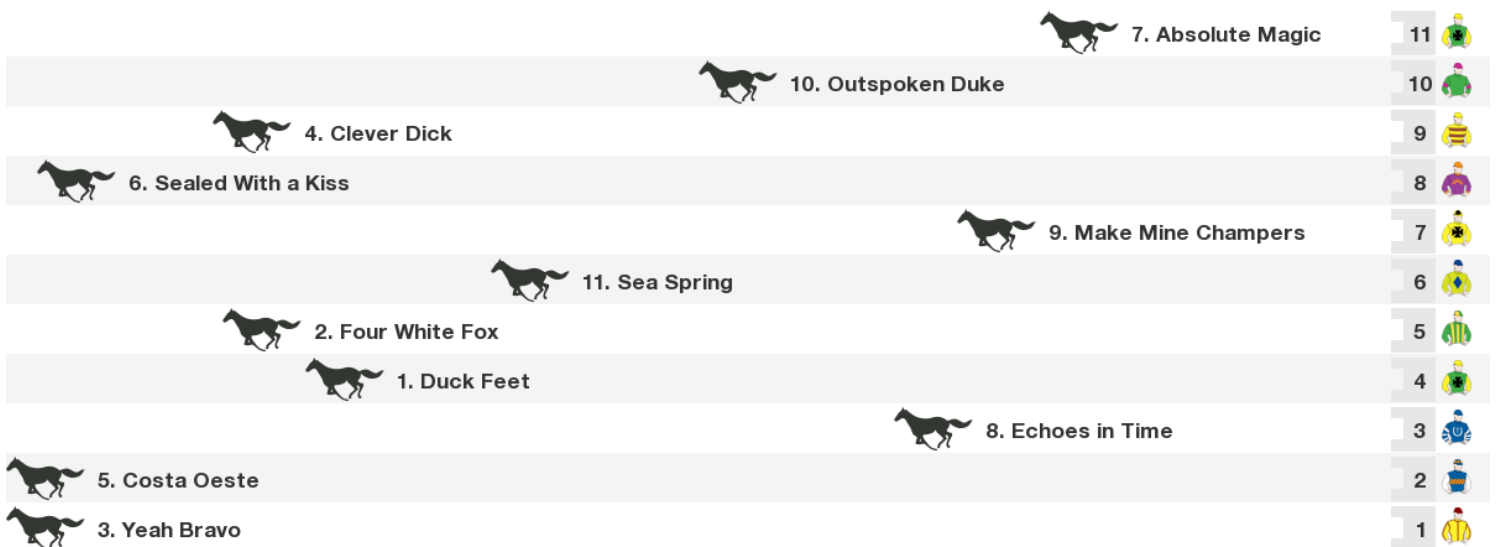 7. Absolute Magic 11
10. Outspoken Duke 10
4. Clever Dick 9
6. Sealed With a Kiss 8
9. Make Mine Champers 7
11. Sea Spring 6
2. Four White Fox 5
1. Duck Feet 4
8. Echoes in Time 3
5. Costa Oeste 2
3. Yeah Bravo 1